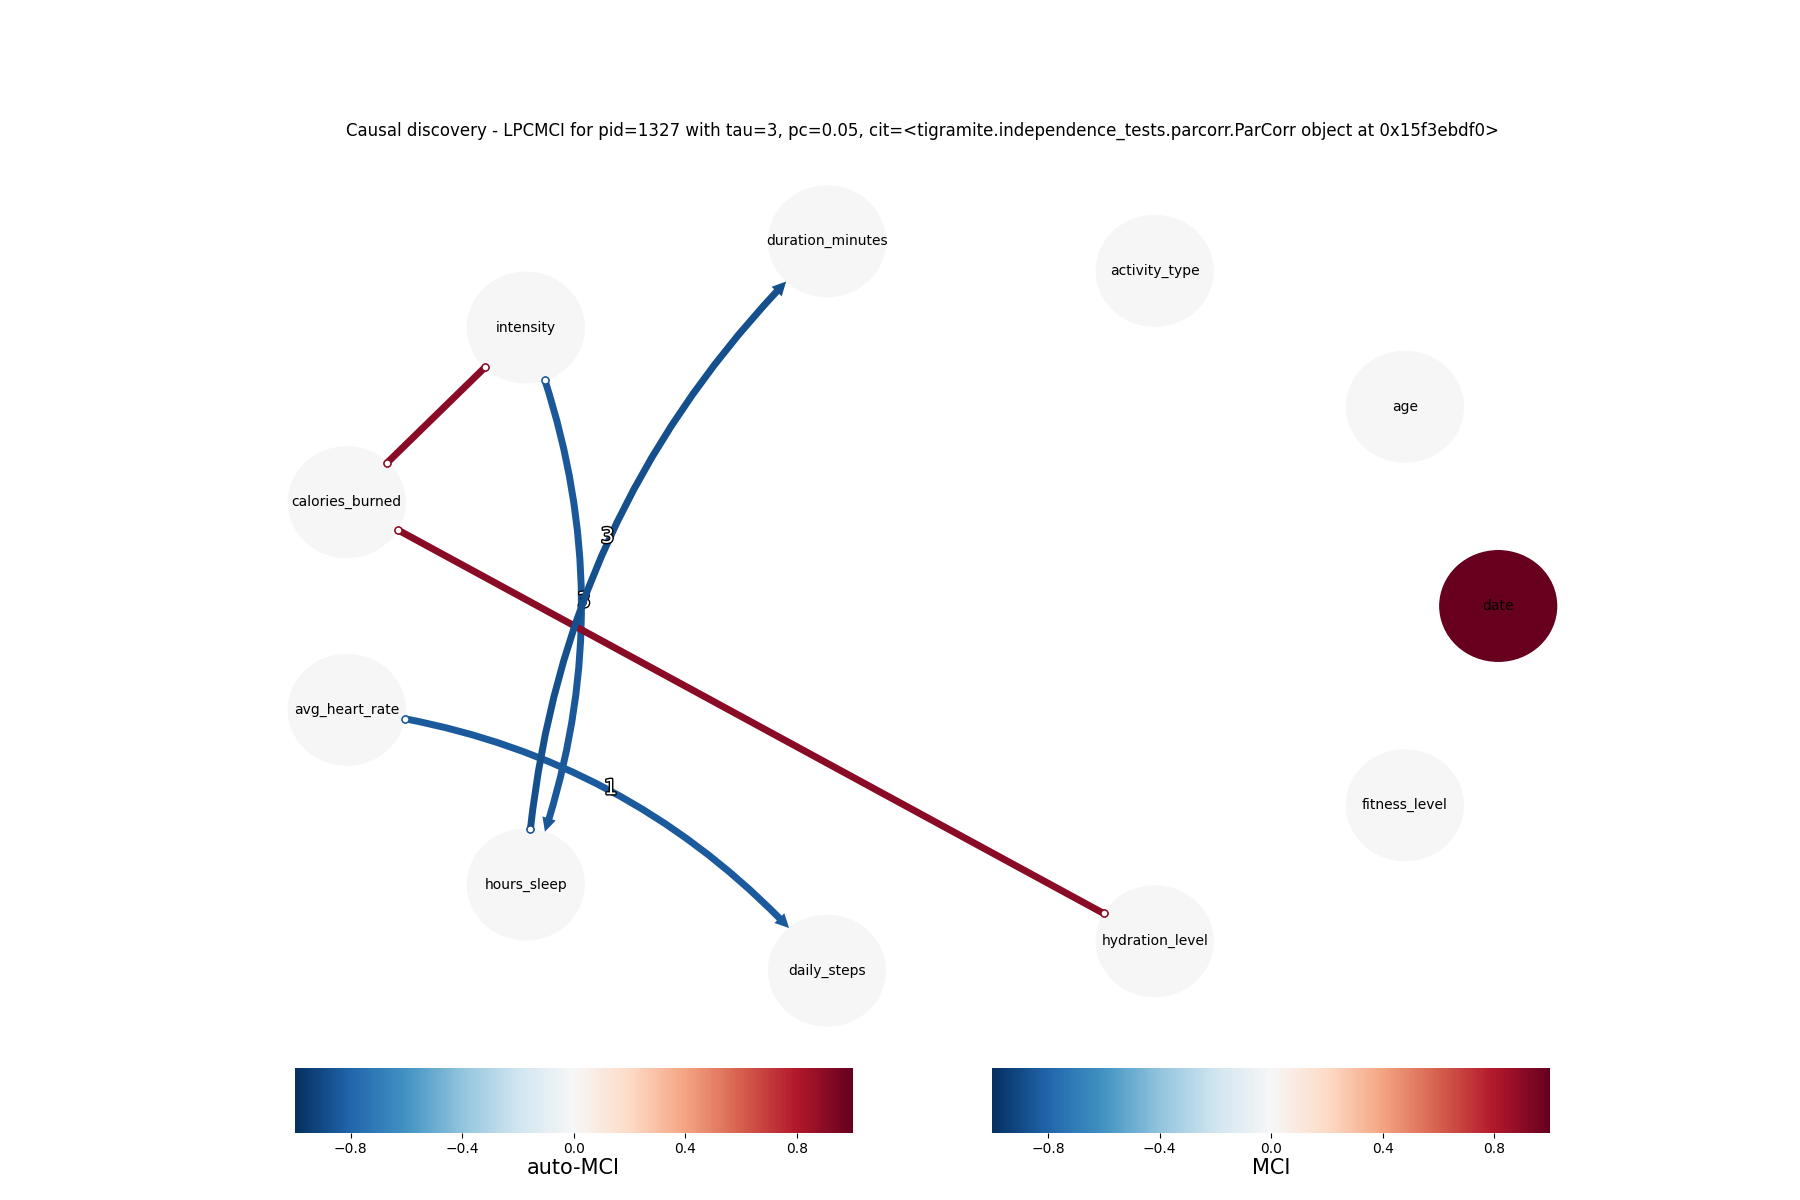 Causal discovery - LPCMCI for pid=1327 with tau=3, pc=0.05, cit=<tigramite.independence_tests.parcorr.ParCorr object at 0x15f3ebdf0>
duration_minutes
activity_type
intensity
age
calories_burned
3
date
avg_heart_rate
1
fitness_level
hours_sleep
hydration_level
daily_steps
−0.8 −0.4 0.0 0.4 0.8
auto-MCI
−0.8 −0.4 0.0 0.4 0.8
MCI